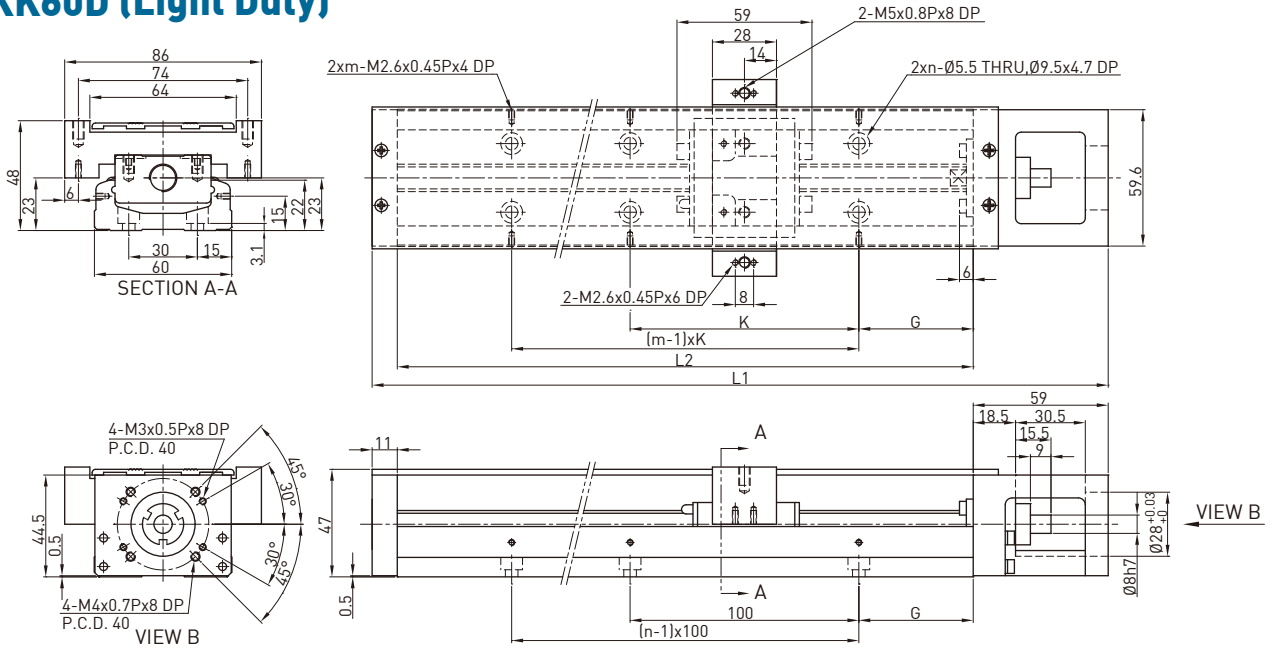 KK60D (Light Duty)
86
74
64
48
23
6
15
22
23
30
15
3.1
60
SECTION A-A
59
28
14
2-M5x0.8Px8 DP
2xm-M2.6x0.45Px4 DP
2xn-Ø5.5 THRU,Ø9.5x4.7 DP
59.6
6
2-M2.6x0.45Px6 DP
8
K
G
(m-1)xK
L2
L1
4-M3x0.5Px8 DP
P.C.D. 40
45°
30°
30°
45°
44.5
0.5
4-M4x0.7Px8 DP
P.C.D. 40
VIEW B
11
47
0.5
A
A
100
G
(n-1)x100
59
18.5
30.5
15.5
9
Ø28 +0.03 +0
Ø8h7
VIEW B